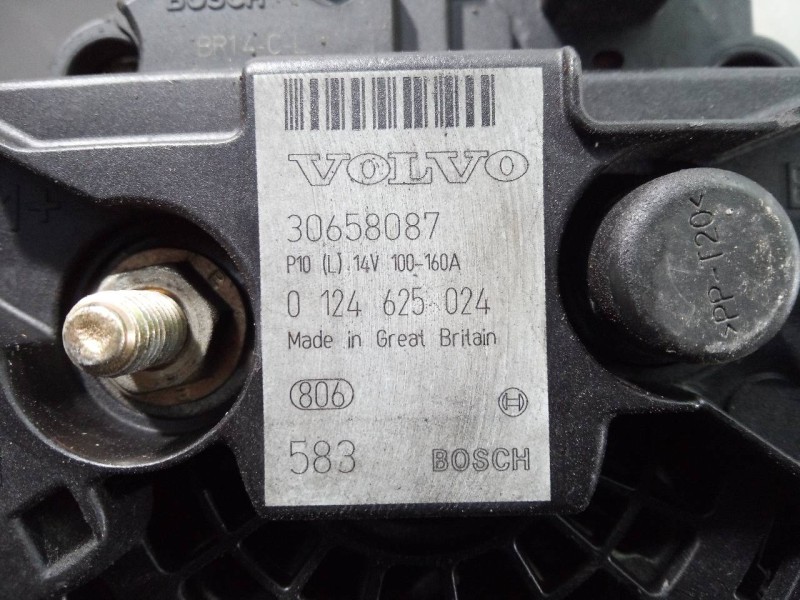 BOSCH
BR14-C
VOLVO
30658087
P10 (L) 14V 100-160A
0 124 625 024
Made in Great Britain
806
583 BOSCH
>PP-T20<